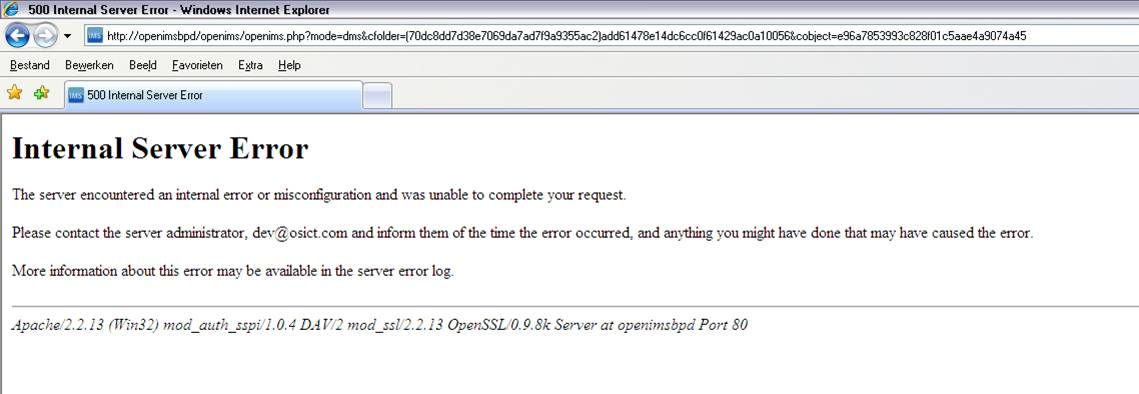 500 Internal Server Error - Windows Internet Explorer
IMS http://openimsbpd/openims/openims.php?mode=dms&cfolder=(70dc8dd7d38e7069da7ad7f9a9355ac2)add61478e14dc6cc0f61429ac0a10056&cobject=e96a7853993c828f01c5aae4a9074a45
Bestand Bewerken Beeld Favorieten Extra Help
IMS 500 Internal Server Error
Internal Server Error
The server encountered an internal error or misconfiguration and was unable to complete your request.
Please contact the server administrator, dev@osict.com and inform them of the time the error occurred, and anything you might have done that may have caused the error.
More information about this error may be available in the server error log.
Apache/2.2.13 (Win32) mod_auth_sspi/1.0.4 DAV/2 mod_ssl/2.2.13 OpenSSL/0.9.8k Server at openimsbpd Port 80